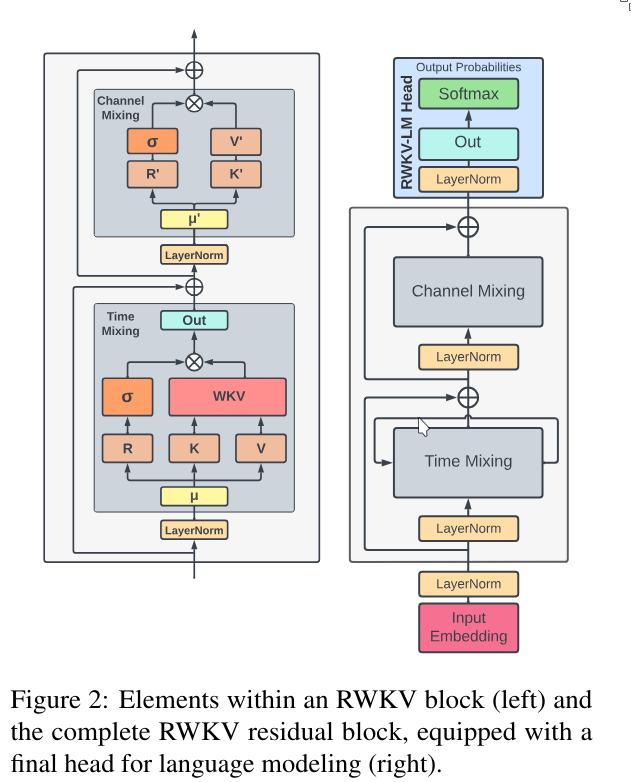 Channel
Mixing
σ
V'
R'
K'
μ'
LayerNorm
Time
Mixing
Out
σ
WKV
R
K
V
μ
LayerNorm
Output Probabilities
RWKV-LM Head
Softmax
Out
LayerNorm
Channel Mixing
LayerNorm
Time Mixing
LayerNorm
LayerNorm
Input
Embedding
Figure 2: Elements within an RWKV block (left) and
the complete RWKV residual block, equipped with a
final head for language modeling (right).